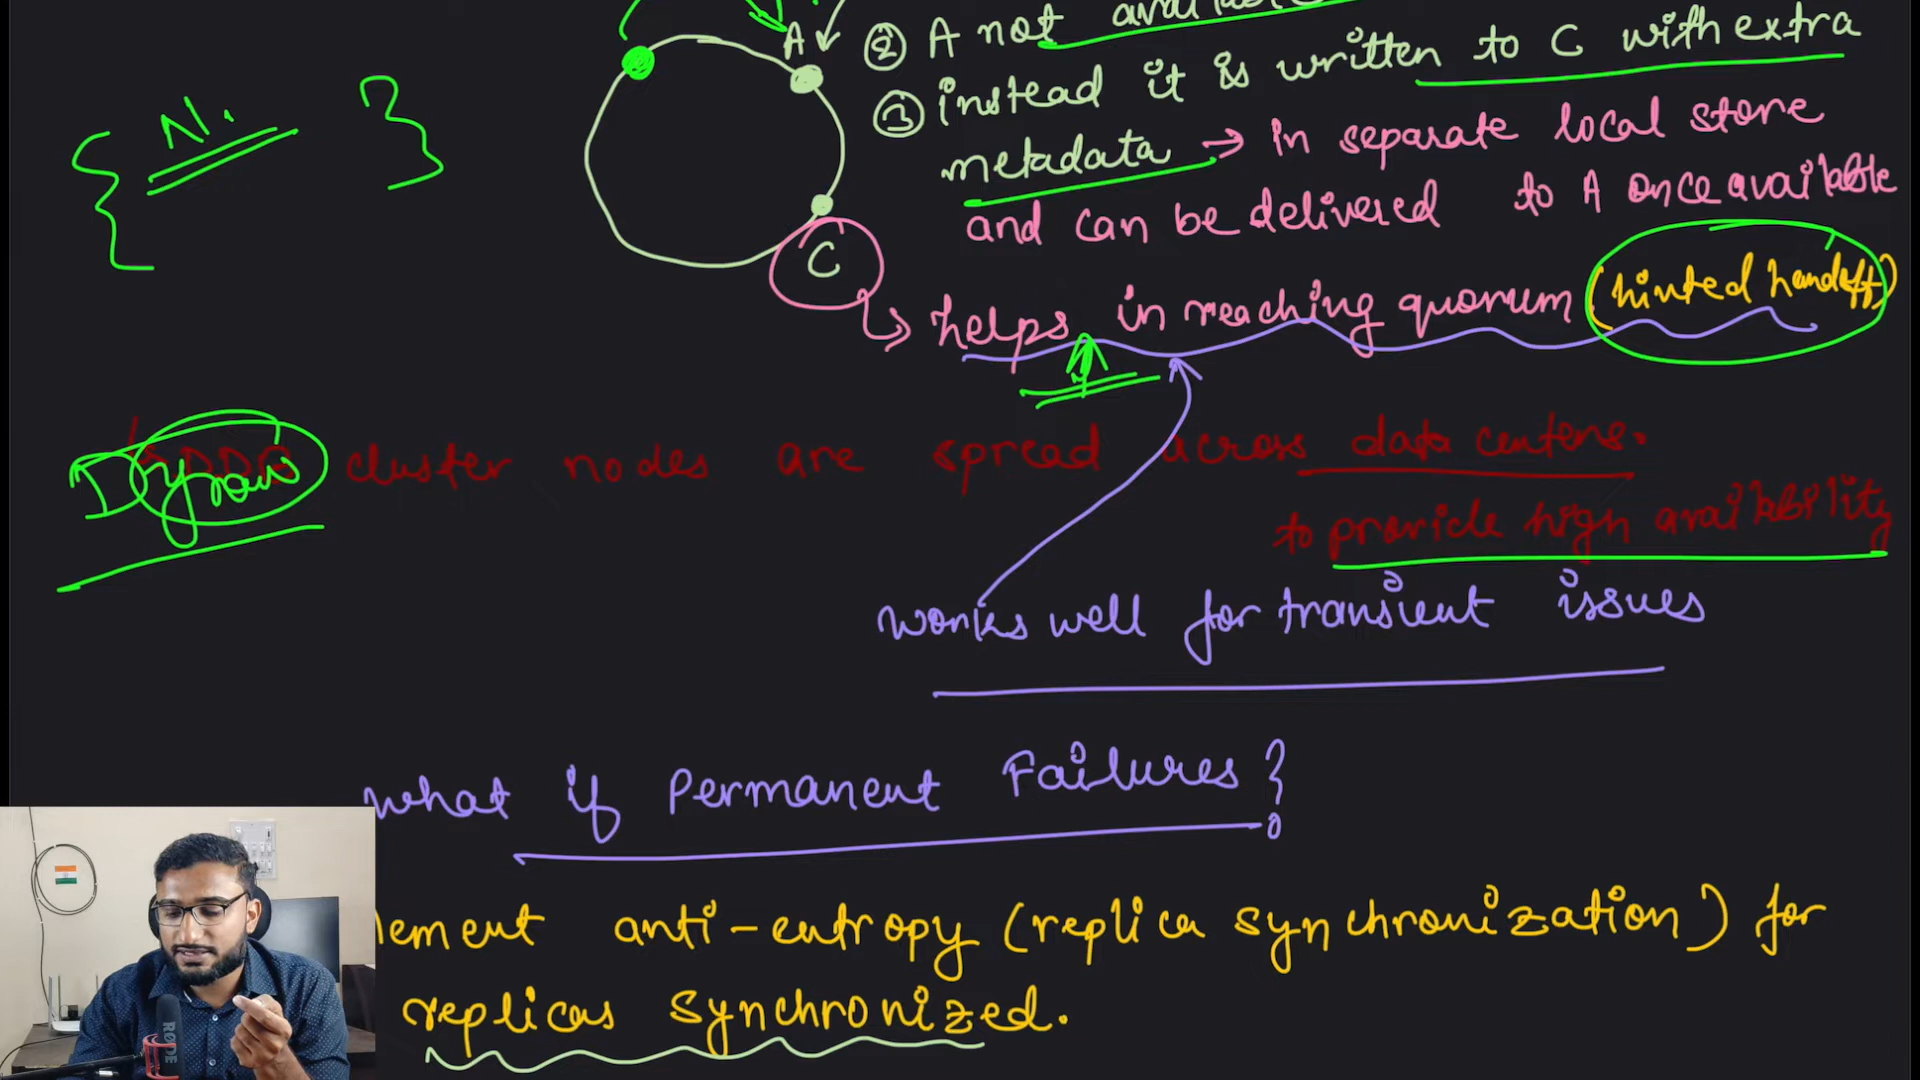 A
② A not available
③ instead it is written to C with extra
metadata → in separate local store
and can be delivered to A once available
C
helps in reaching quorum (hinted handoff)
N.
Dynamo cluster nodes are spread across data centers.
to provide high availability
works well for transient issues
What if Permanent Failures?
lement anti-entropy (replica synchronization) for
replicas synchronized.
RØDE